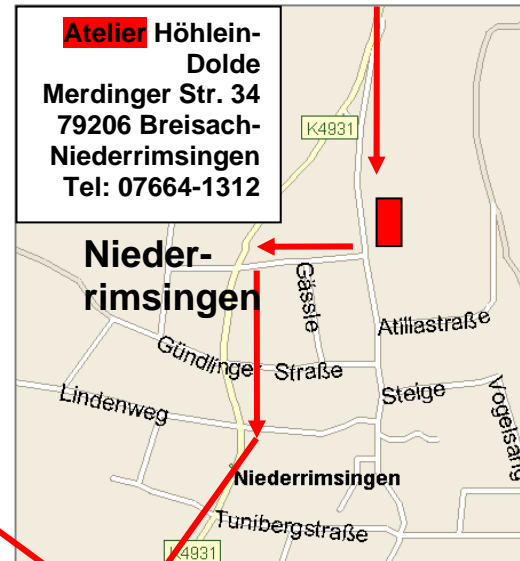 Atelier Höhlein-
Dolde
Merdinger Str. 34
79206 Breisach-
Niederrimsingen
Tel: 07664-1312
K4931
Nieder-
rimsingen
Gässle
Atillastraße
Gündlinger Straße
Steige
Vogelsang
Lindenweg
Niederrimsingen
Tunibergstraße
K4931